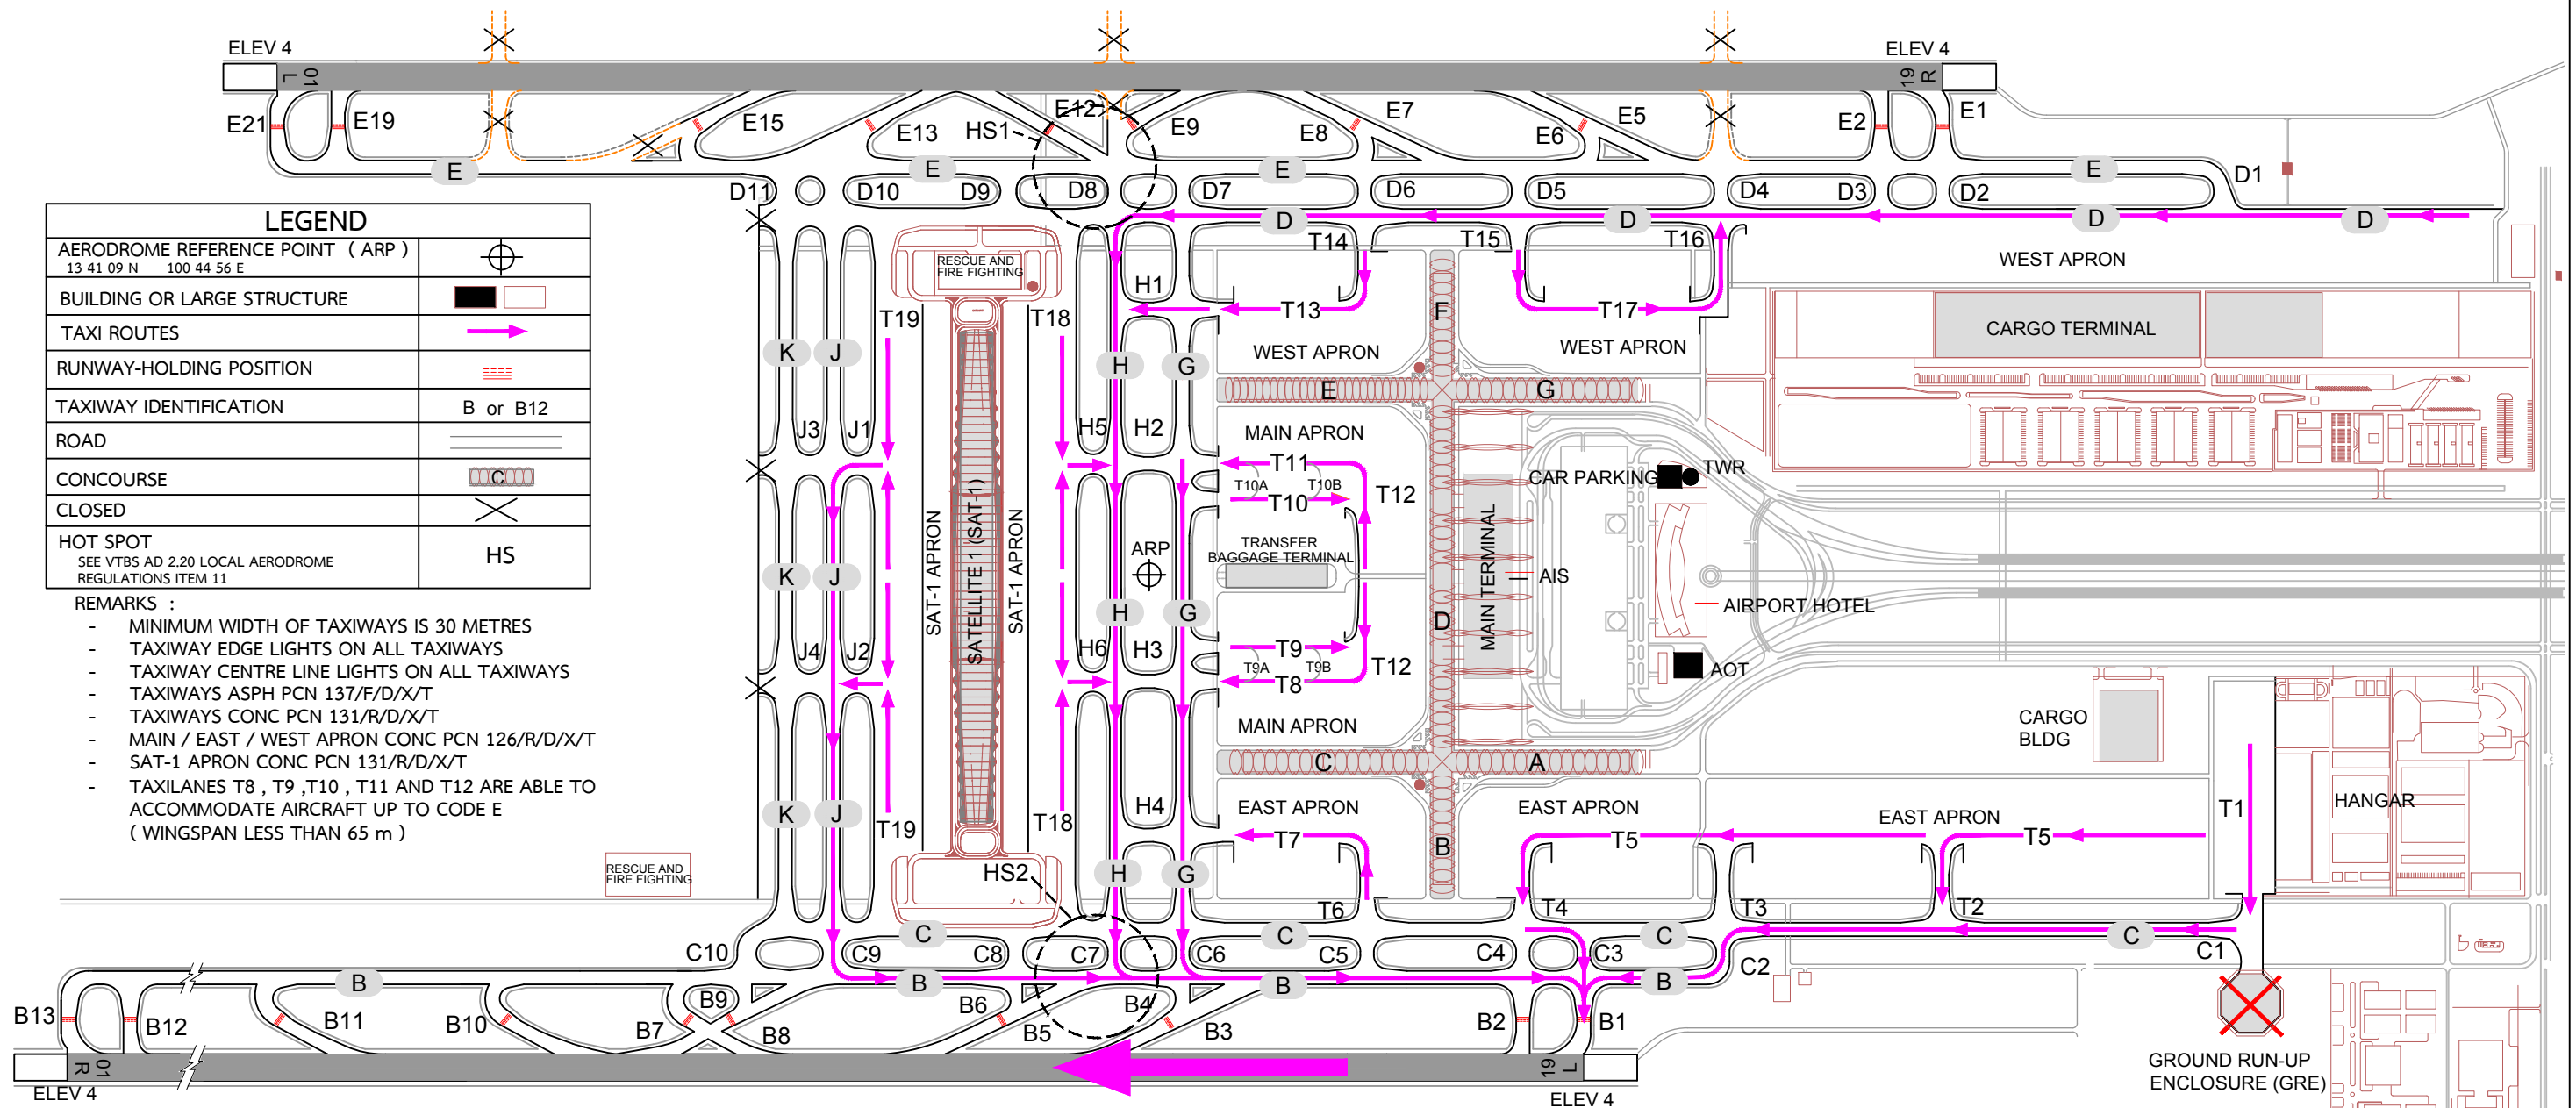 ELEV 4
ELEV 4
01
L
19
R
E21
E19
E15
E13
HS1
E12
E9
E8
E7
E6
E5
E2
E1
E
E
E
E
D11
D10
D9
D8
D7
D6
D5
D4
D3
D2
D1
D
D
D
D
LEGEND
AERODROME REFERENCE POINT ( ARP )
13 41 09 N 100 44 56 E
BUILDING OR LARGE STRUCTURE
TAXI ROUTES
RUNWAY-HOLDING POSITION
TAXIWAY IDENTIFICATION
B or B12
ROAD
CONCOURSE
C
CLOSED
HOT SPOT
SEE VTBS AD 2.20 LOCAL AERODROME
REGULATIONS ITEM 11
HS
REMARKS :
- MINIMUM WIDTH OF TAXIWAYS IS 30 METRES
- TAXIWAY EDGE LIGHTS ON ALL TAXIWAYS
- TAXIWAY CENTRE LINE LIGHTS ON ALL TAXIWAYS
- TAXIWAYS ASPH PCN 137/F/D/X/T
- TAXIWAYS CONC PCN 131/R/D/X/T
- MAIN / EAST / WEST APRON CONC PCN 126/R/D/X/T
- SAT-1 APRON CONC PCN 131/R/D/X/T
- TAXILANES T8 , T9 ,T10 , T11 AND T12 ARE ABLE TO
ACCOMMODATE AIRCRAFT UP TO CODE E
( WINGSPAN LESS THAN 65 m )
RESCUE AND
FIRE FIGHTING
T14
T15
T16
WEST APRON
H1
T13
T17
F
T19
T18
CARGO TERMINAL
K
J
H
G
WEST APRON
WEST APRON
E
G
J3
J1
H5
H2
MAIN APRON
T11
T10A
T10B
T10
T12
CAR PARKING
TWR
SAT-1 APRON
SATELLITE 1 (SAT-1)
SAT-1 APRON
ARP
TRANSFER
BAGGAGE TERMINAL
MAIN TERMINAL
AIS
K
J
H
G
D
AIRPORT HOTEL
J4
J2
H6
H3
T9
T9A
T9B
T8
T12
AOT
MAIN APRON
CARGO
BLDG
C
A
K
J
T19
T18
H4
EAST APRON
EAST APRON
EAST APRON
T7
T5
T5
T1
HANGAR
B
RESCUE AND
FIRE FIGHTING
HS2
H
G
T6
T4
T3
T2
C
C
C
C
C10
C9
C8
C7
C6
C5
C4
C3
C2
C1
B
B
B
B
B13
B12
B11
B10
B9
B7
B8
B6
B5
B4
B3
B2
B1
01
R
19
L
ELEV 4
ELEV 4
GROUND RUN-UP
ENCLOSURE (GRE)